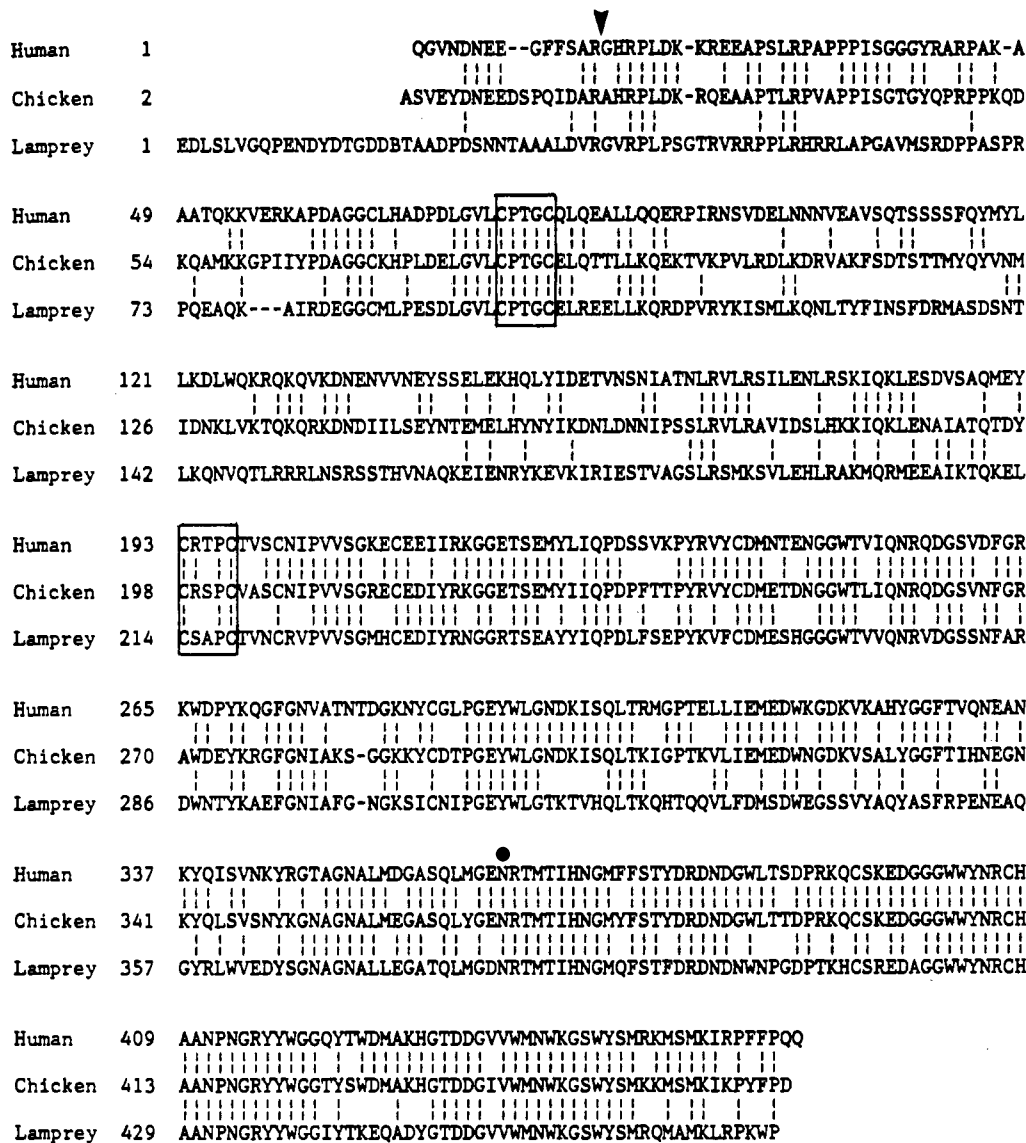 Human 1 QGVNDNEE--GFFSARGHRPLDK-KREEAPSLRPAPPPISGGGYRARPAK-A
Chicken 2 ASVEYDNEEDSPQIDARAHRPLDK-RQEAAPTLRPVAPPISGTGYQPRPPKQD
Lamprey 1 EDLSLVGQPENDYDTGDDBTAADPDSNNTAAALDVRGVRPLPSGTRVRRPPLRHRRLAPGAVMSRDPPASPR
Human 49 AATQKKVERKAPDAGGCLHADPDLGVLCPTGCQLQEALLQQERPIRNSVDELNNNVEAVSQTSSSSFQYMYL
Chicken 54 KQAMKKGPIIYPDAGGCKHPLDELGVLCPTGCELQTTLLKQEKTVKPVLRDLKDRVAKFSDTSTTMYQYVNM
Lamprey 73 PQEAQK---AIRDEGGCMLPESDLGVLCPTGCELREELLKQRDPVRYKISMLKQNLTYFINSFDRMASDSNT
Human 121 LKDLWQKRQKQVKDNENVVNEYSSELEKHQLYIDETVNSNIATNLRVLRSILENLRSKIQKLESDVSAQMEY
Chicken 126 IDNKLVKTQKQRKDNDIILSEYNTEMELHYNYIKDNLDNNIPSSLRVLRAVIDSLHKKIQKLENAIATQTDY
Lamprey 142 LKQNVQTLRRRLNSRSSTHVNAQKEIENRYKEVKIRIESTVAGSLRSMKSVLEHLRAKMQRMEEAIKTQKEL
Human 193 CRTPCTVSCNIPVVSGKECEEIIRKGGETSEMYLIQPDSSVKPYRVYCDMNTENGGWTVIQNRQDGSVDFGR
Chicken 198 CRSPCVASCNIPVVSGRECEDIYRKGGETSEMYIIQPDPFTTPYRVYCDMETDNGGWTLIQNRQDGSVNFGR
Lamprey 214 CSAPCTVNCRVPVVSGMHCEDIYRNGGRTSEAYYIQPDLFSEPYKVFCDMESHGGGWTVVQNRVDGSSNFAR
Human 265 KWDPYKQGFGNVATNTDGKNYCGLPGEYWLGNDKISQLTRMGPTELLIEMEDWKGDKVKAHYGGFTVQNEAN
Chicken 270 AWDEYKRGFGNIAKS-GGKKYCDTPGEYWLGNDKISQLTKIGPTKVLIEMEDWNGDKVSALYGGFTIHNEGN
Lamprey 286 DWNTYKAEFGNIAFG-NGKSICNIPGEYWLGTKTVHQLTKQHTQQVLFDMSDWEGSSVYAQYASFRPENEAQ
Human 337 KYQISVNKYRGTAGNALMDGASQLMGENRTMTIHNGMFFSTYDRDNDGWLTSDPRKQCSKEDGGGWWYNRCH
Chicken 341 KYQLSVSNYKGNAGNALMEGASQLYGENRTMTIHNGMYFSTYDRDNDGWLTTDPRKQCSKEDGGGWWYNRCH
Lamprey 357 GYRLWVEDYSGNAGNALLEGATQLMGDNRTMTIHNGMQFSTFDRDNDNWNPGDPTKHCSREDAGGWWYNRCH
Human 409 AANPNGRYYWGGQYTWDMAKHGTDDGVVWMNWKGSWYSMRKMSMKIRPFFPQQ
Chicken 413 AANPNGRYYWGGTYSWDMAKHGTDDGIVWMNWKGSWYSMKKMSMKIKPYFPD
Lamprey 429 AANPNGRYYWGGIYTKEQADYGTDDGVVWMNWKGSWYSMRQMAMKLRPKWP